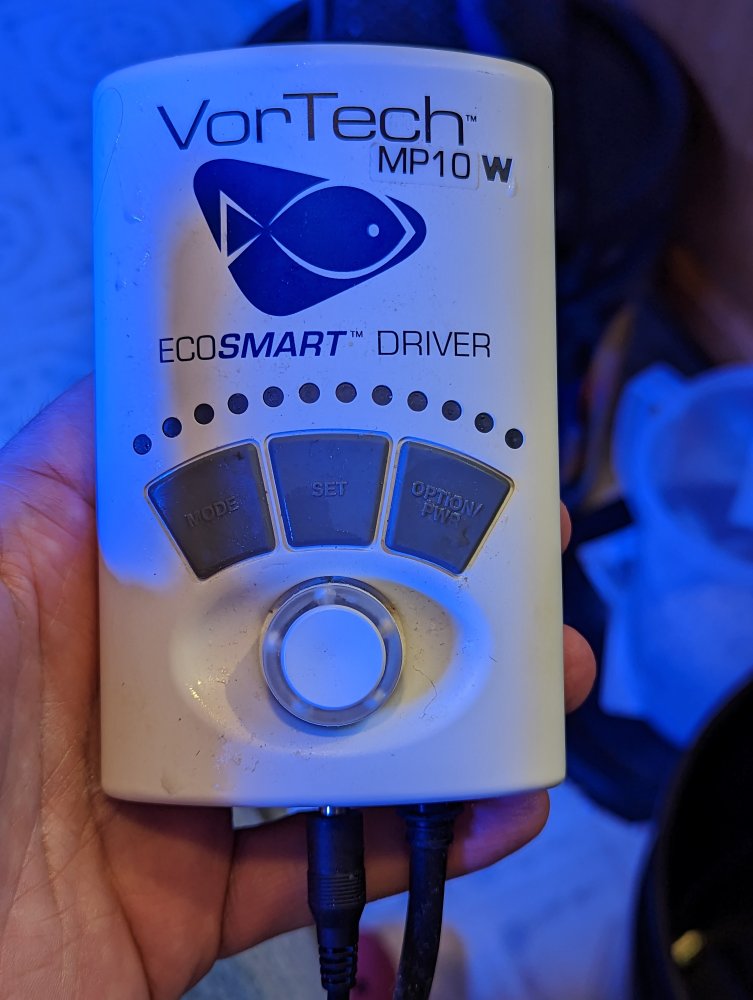 VorTech™
MP10 W
ECOSMART™ DRIVER
MODE
SET
OPTION/
PWR